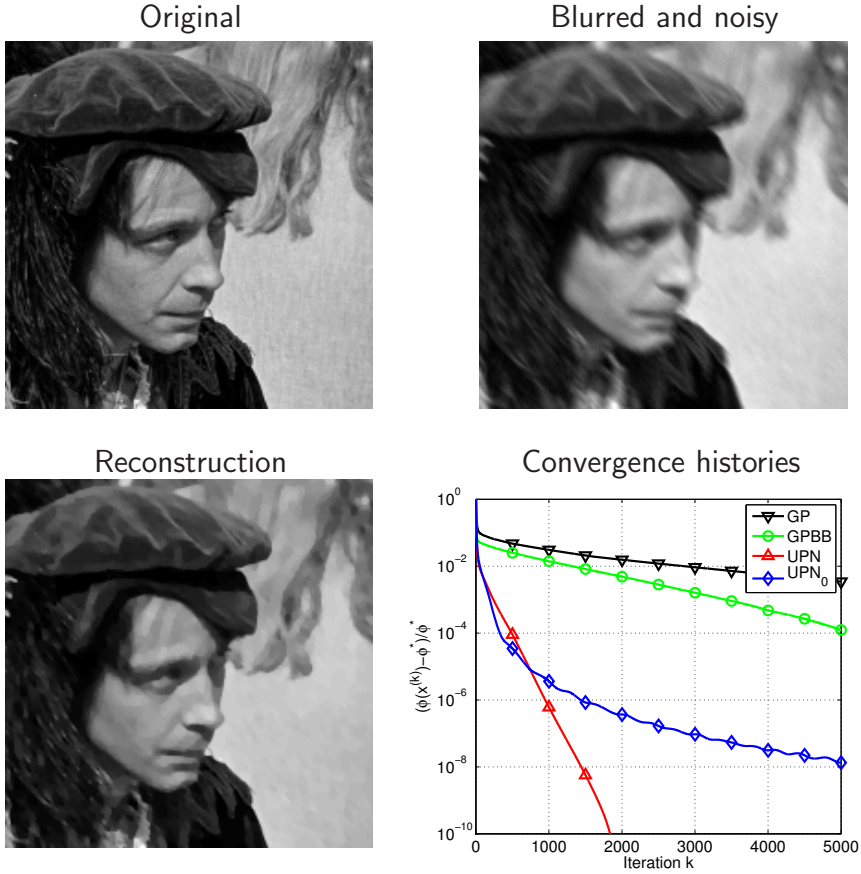 Original
Blurred and noisy
Reconstruction
Convergence histories
10^0
10^−2
10^−4
10^−6
10^−8
10^−10
(ϕ(x^(k))−ϕ^*)/ϕ^*
GP
GPBB
UPN
UPN_0
0 1000 2000 3000 4000 5000
Iteration k